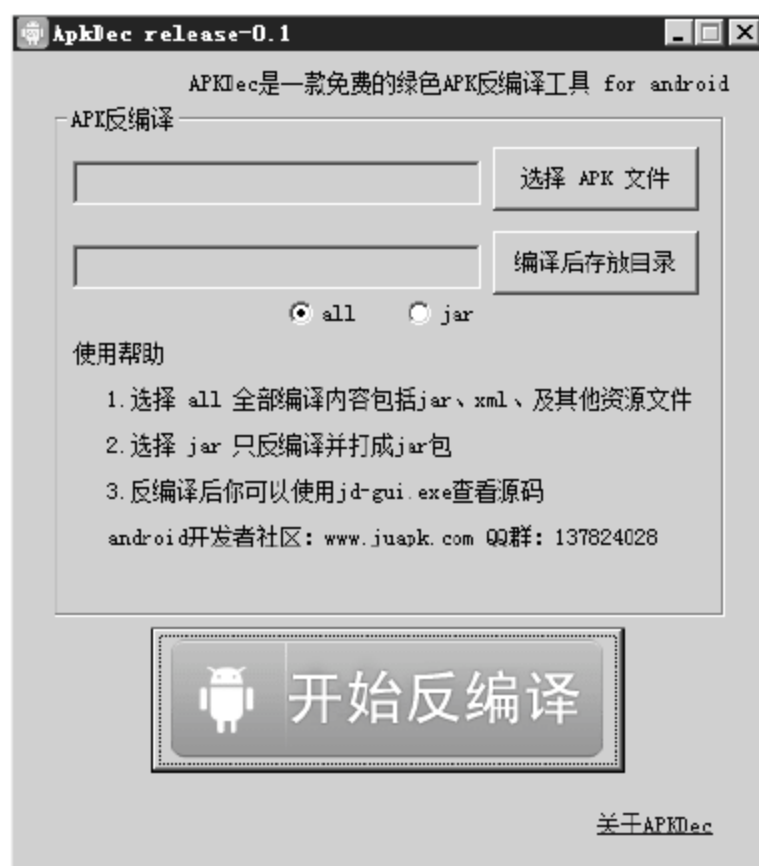 ApkDec release-0.1
APKDec是一款免费的绿色APK反编译工具 for android
APK反编译
选择 APK 文件
编译后存放目录
all jar
使用帮助
1.选择 all 全部编译内容包括jar、xml、及其他资源文件
2.选择 jar 只反编译并打成jar包
3.反编译后你可以使用jd-gui.exe查看源码
android开发者社区：www.juapk.com QQ群：137824028
开始反编译
关于APKDec